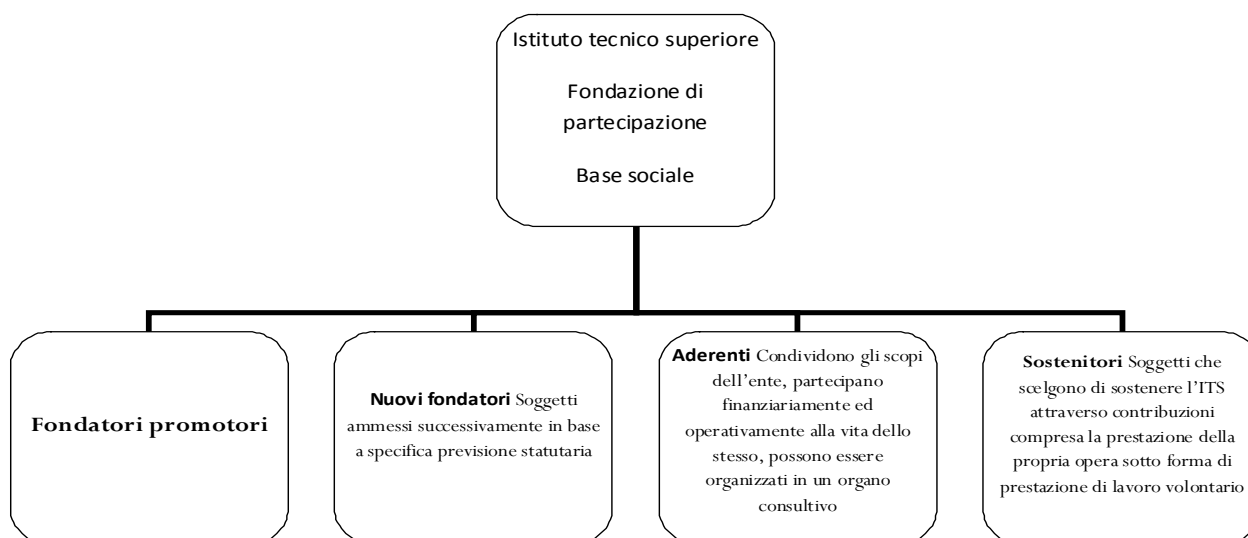 Istituto tecnico superiore
Fondazione di
partecipazione
Base sociale
Fondatori promotori
Nuovi fondatori Soggetti
ammessi successivamente in base
a specifica previsione statutaria
Aderenti Condividono gli scopi
dell’ente, partecipano
finanziariamente ed
operativamente alla vita dello
stesso, possono essere
organizzati in un organo
consultivo
Sostenitori Soggetti che
scelgono di sostenere l’ITS
attraverso contribuzioni
compresa la prestazione della
propria opera sotto forma di
prestazione di lavoro volontario